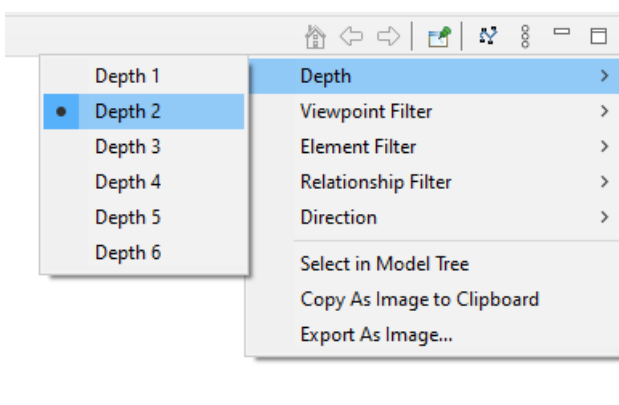 Depth 1
Depth 2
Depth 3
Depth 4
Depth 5
Depth 6
Depth
Viewpoint Filter
Element Filter
Relationship Filter
Direction
Select in Model Tree
Copy As Image to Clipboard
Export As Image...